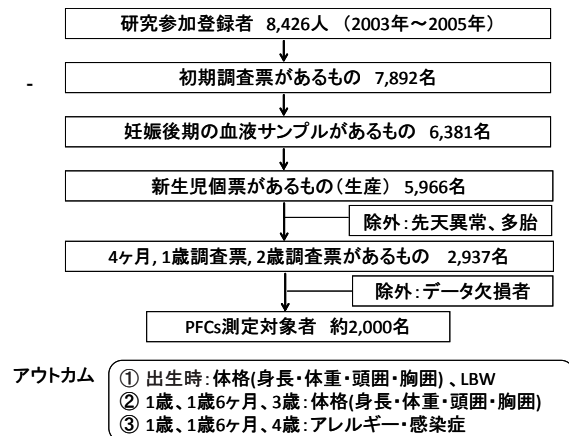 研究参加登録者 8,426人 (2003年～2005年)
初期調査票があるもの 7,892名
-
妊娠後期の血液サンプルがあるもの 6,381名
新生児個票があるもの(生産) 5,966名
除外:先天異常、多胎
4ヶ月, 1歳調査票, 2歳調査票があるもの 2,937名
除外:データ欠損者
PFCs測定対象者 約2,000名
アウトカム
① 出生時:体格(身長・体重・頭囲・胸囲) 、LBW
② 1歳、1歳6ヶ月、3歳:体格(身長・体重・頭囲・胸囲)
③ 1歳、1歳6ヶ月、4歳:アレルギー・感染症